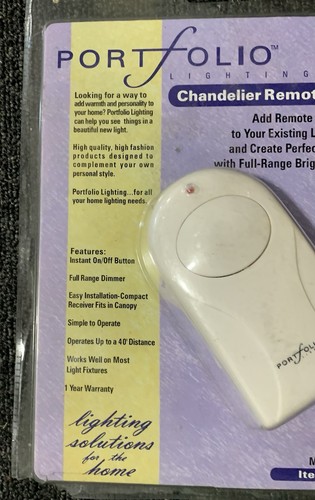 PORTFOLIO™
LIGHTING
Looking for a way to
add warmth and personality to
your home? Portfolio Lighting
can help you see things in a
beautiful new light.
High quality, high fashion
products designed to
complement your own
personal style.
Portfolio Lighting...for all
your home lighting needs.
Chandelier Remot
Add Remote
to Your Existing L
and Create Perfec
with Full-Range Brig
Features:
Instant On/Off Button
Full Range Dimmer
Easy Installation-Compact
Receiver Fits in Canopy
Simple to Operate
Operates Up to a 40' Distance
Works Well on Most
Light Fixtures
1 Year Warranty
lighting
solutions
for the
home
PORTFOLIO
M
Ite